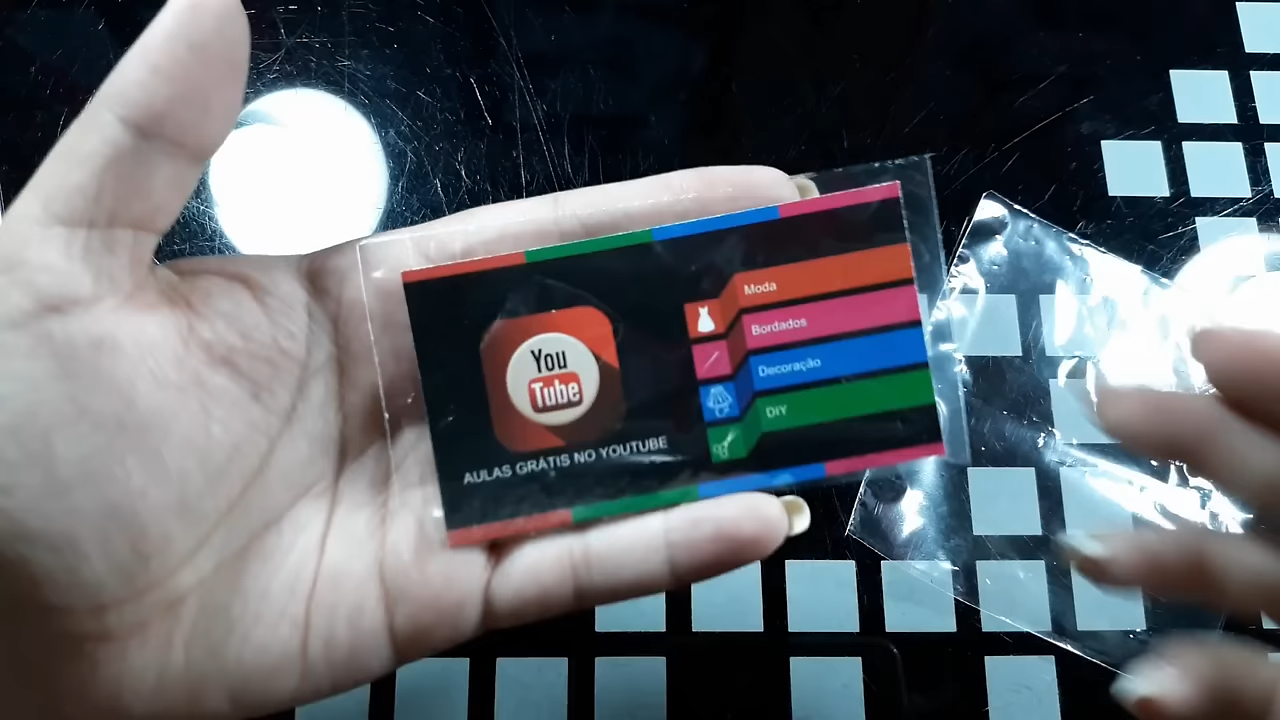 You
Tube
AULAS GRÁTIS NO YOUTUBE
Moda
Bordados
Decoração
DIY